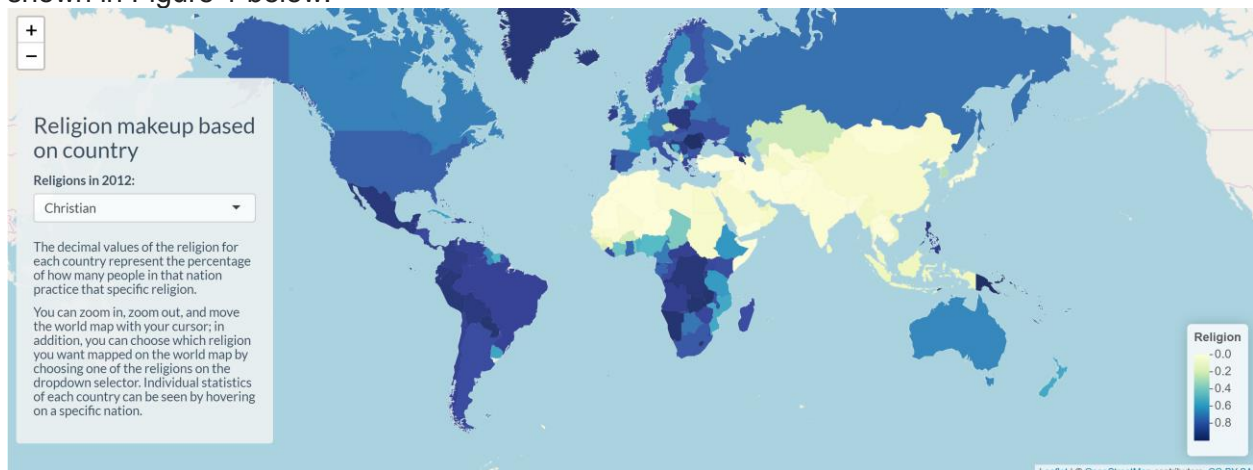 shown in Figure 1 below.
+
−
Religion makeup based
on country
Religions in 2012:
Christian
The decimal values of the religion for
each country represent the percentage
of how many people in that nation
practice that specific religion.
You can zoom in, zoom out, and move
the world map with your cursor; in
addition, you can choose which religion
you want mapped on the world map by
choosing one of the religions on the
dropdown selector. Individual statistics
of each country can be seen by hovering
on a specific nation.
Religion
0.0
0.2
0.4
0.6
0.8